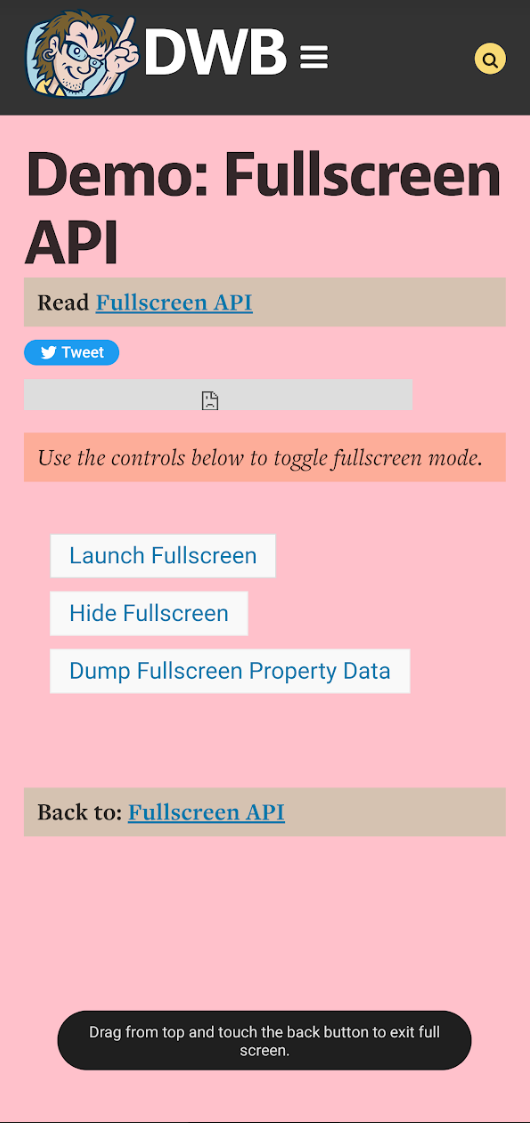 DWB
Demo: Fullscreen
API
Read Fullscreen API
Tweet
Use the controls below to toggle fullscreen mode.
Launch Fullscreen
Hide Fullscreen
Dump Fullscreen Property Data
Back to: Fullscreen API
Drag from top and touch the back button to exit full
screen.